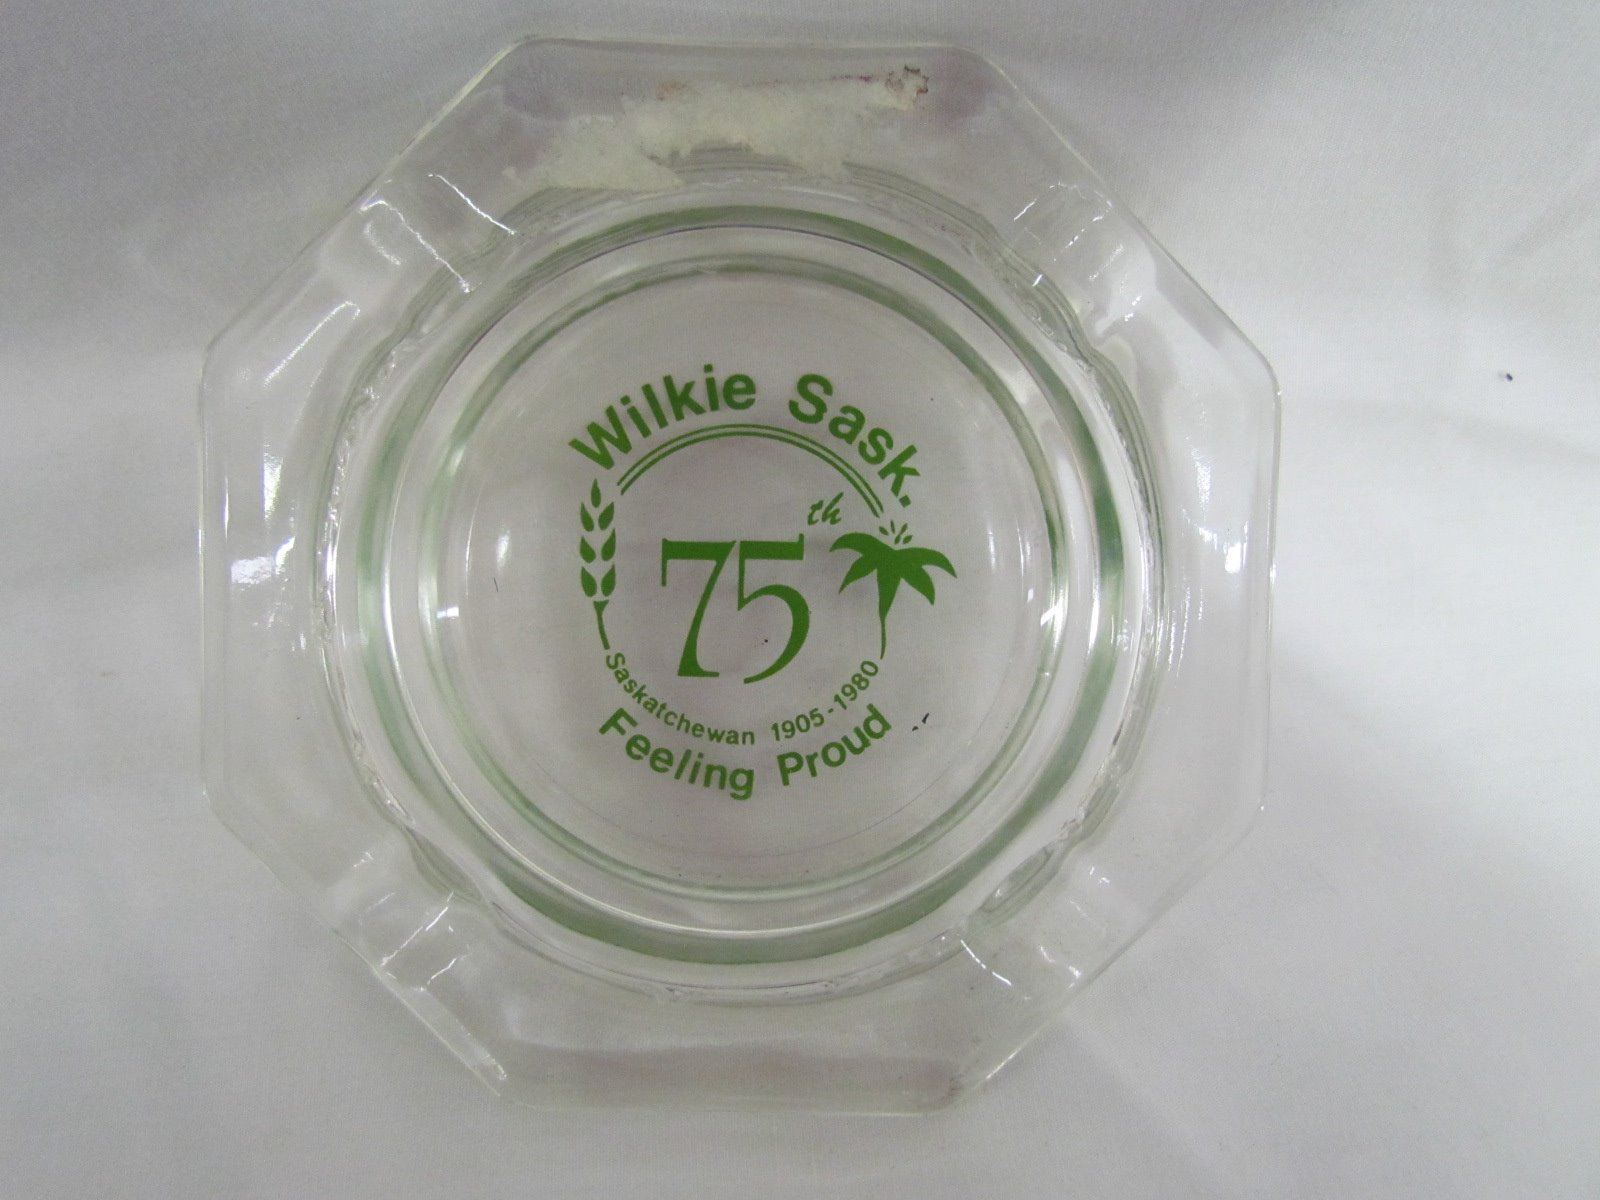 Wilkie Sask.
75th
Saskatchewan 1905-1980
Feeling Proud